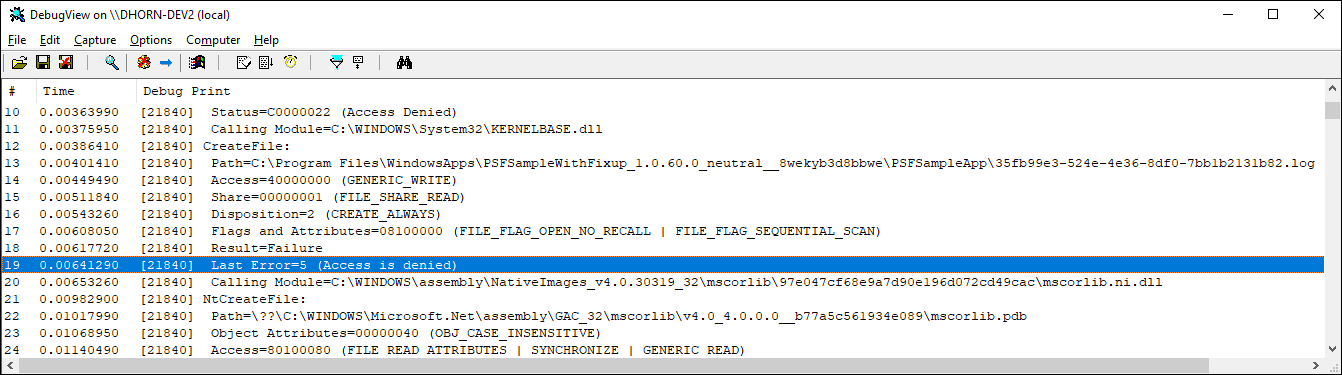 DebugView on \\DHORN-DEV2 (local)
File Edit Capture Options Computer Help
# Time Debug Print
10 0.00363990 [21840] Status=C0000022 (Access Denied)
11 0.00375950 [21840] Calling Module=C:\WINDOWS\System32\KERNELBASE.dll
12 0.00386410 [21840] CreateFile:
13 0.00401410 [21840] Path=C:\Program Files\WindowsApps\PSFSampleWithFixup_1.0.60.0_neutral__8wekyb3d8bbwe\PSFSampleApp\35fb99e3-524e-4e36-8df0-7bb1b2131b82.log
14 0.00449490 [21840] Access=40000000 (GENERIC_WRITE)
15 0.00511840 [21840] Share=00000001 (FILE_SHARE_READ)
16 0.00543260 [21840] Disposition=2 (CREATE_ALWAYS)
17 0.00608050 [21840] Flags and Attributes=08100000 (FILE_FLAG_OPEN_NO_RECALL | FILE_FLAG_SEQUENTIAL_SCAN)
18 0.00617720 [21840] Result=Failure
19 0.00641290 [21840] Last Error=5 (Access is denied)
20 0.00653260 [21840] Calling Module=C:\WINDOWS\assembly\NativeImages_v4.0.30319_32\mscorlib\97e047cf68e9a7d90e196d072cd49cac\mscorlib.ni.dll
21 0.00982900 [21840] NtCreateFile:
22 0.01017990 [21840] Path=\??\C:\WINDOWS\Microsoft.Net\assembly\GAC_32\mscorlib\v4.0_4.0.0.0__b77a5c561934e089\mscorlib.pdb
23 0.01068950 [21840] Object Attributes=00000040 (OBJ_CASE_INSENSITIVE)
24 0.01140490 [21840] Access=80100080 (FILE_READ_ATTRIBUTES | SYNCHRONIZE | GENERIC_READ)